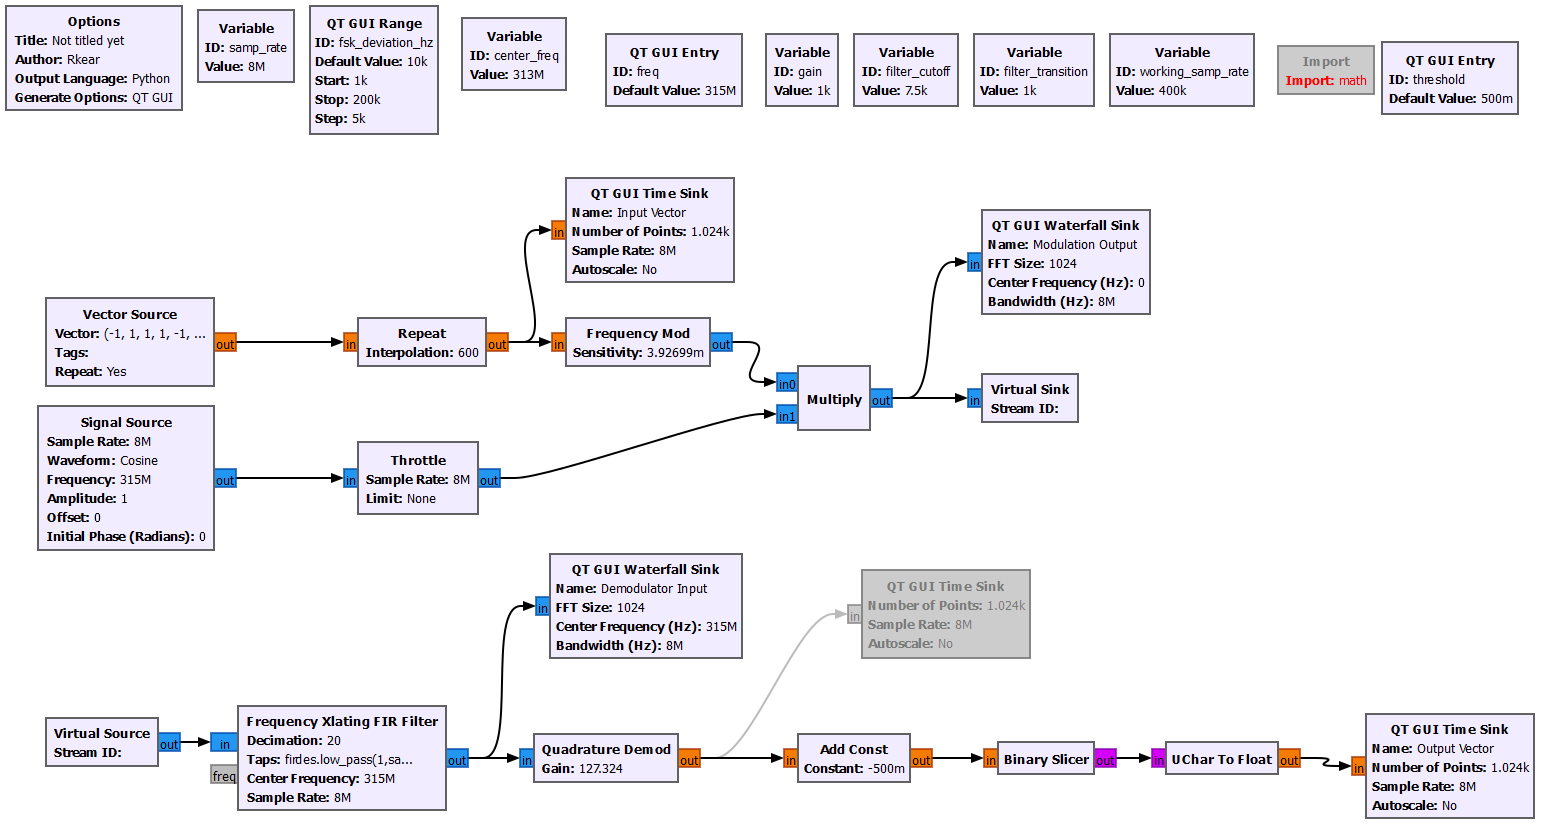 Options
Title: Not titled yet
Author: Rkear
Output Language: Python
Generate Options: QT GUI
Variable
ID: samp_rate
Value: 8M
QT GUI Range
ID: fsk_deviation_hz
Default Value: 10k
Start: 1k
Stop: 200k
Step: 5k
Variable
ID: center_freq
Value: 313M
QT GUI Entry
ID: freq
Default Value: 315M
Variable
ID: gain
Value: 1k
Variable
ID: filter_cutoff
Value: 7.5k
Variable
ID: filter_transition
Value: 1k
Variable
ID: working_samp_rate
Value: 400k
Import
Import: math
QT GUI Entry
ID: threshold
Default Value: 500m
QT GUI Time Sink
Name: Input Vector
Number of Points: 1.024k
Sample Rate: 8M
Autoscale: No
in
QT GUI Waterfall Sink
Name: Modulation Output
FFT Size: 1024
Center Frequency (Hz): 0
Bandwidth (Hz): 8M
in
Vector Source
Vector: (-1, 1, 1, 1, -1, ...
Tags:
Repeat: Yes
out
in
Repeat
Interpolation: 600
out
in
Frequency Mod
Sensitivity: 3.92699m
out
in0
in1
Multiply
out
in
Virtual Sink
Stream ID:
Signal Source
Sample Rate: 8M
Waveform: Cosine
Frequency: 315M
Amplitude: 1
Offset: 0
Initial Phase (Radians): 0
out
in
Throttle
Sample Rate: 8M
Limit: None
out
QT GUI Waterfall Sink
Name: Demodulator Input
FFT Size: 1024
Center Frequency (Hz): 315M
Bandwidth (Hz): 8M
in
QT GUI Time Sink
Number of Points: 1.024k
Sample Rate: 8M
Autoscale: No
in
Virtual Source
Stream ID:
out
in
freq
Frequency Xlating FIR Filter
Decimation: 20
Taps: firdes.low_pass(1,sa...
Center Frequency: 315M
Sample Rate: 8M
out
in
Quadrature Demod
Gain: 127.324
out
in
Add Const
Constant: -500m
out
in
Binary Slicer
out
in
UChar To Float
out
in
QT GUI Time Sink
Name: Output Vector
Number of Points: 1.024k
Sample Rate: 8M
Autoscale: No